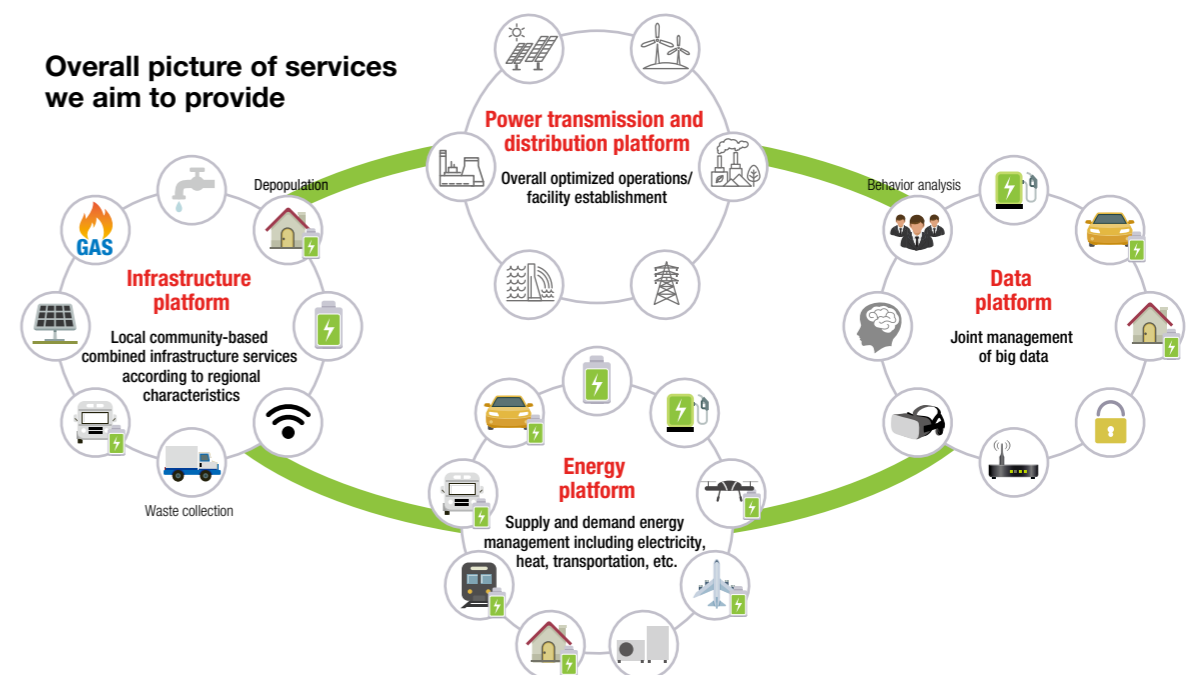 Overall picture of services
we aim to provide
Power transmission and
distribution platform
Overall optimized operations/
facility establishment
Depopulation
GAS
Infrastructure
platform
Local community-based
combined infrastructure services
according to regional
characteristics
Waste collection
Behavior analysis
Data
platform
Joint management
of big data
Energy
platform
Supply and demand energy
management including electricity,
heat, transportation, etc.